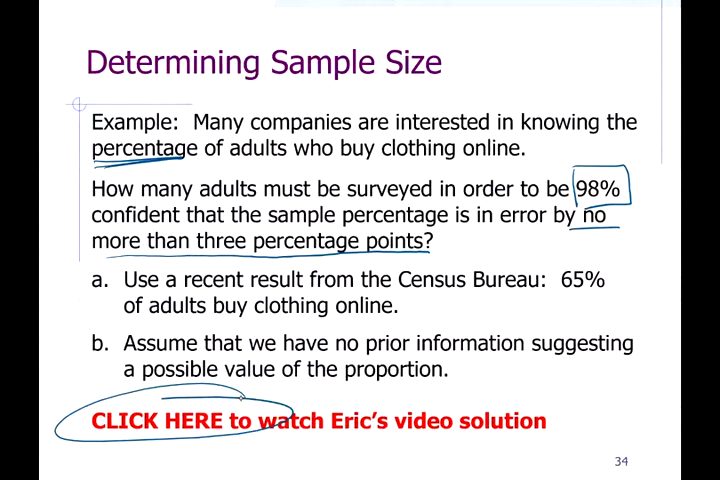 Determining Sample Size
Example: Many companies are interested in knowing the
percentage of adults who buy clothing online.
How many adults must be surveyed in order to be 98%
confident that the sample percentage is in error by no
more than three percentage points?
a. Use a recent result from the Census Bureau: 65%
of adults buy clothing online.
b. Assume that we have no prior information suggesting
a possible value of the proportion.
CLICK HERE to watch Eric's video solution
34